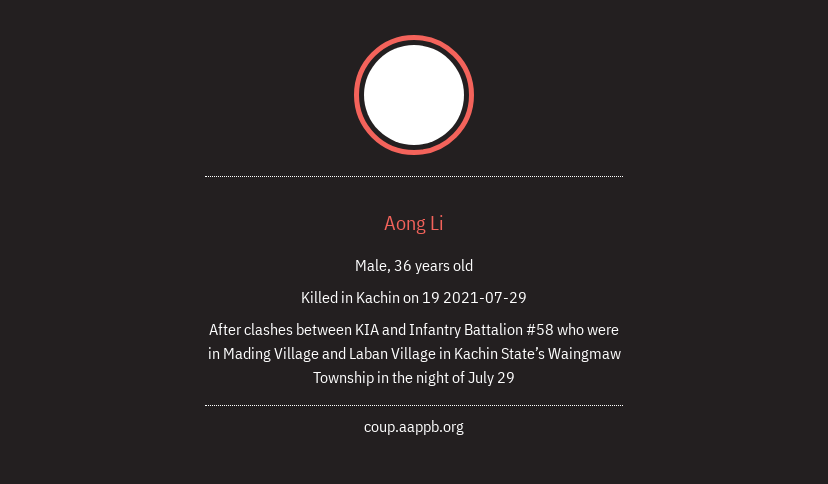 Aong Li
Male, 36 years old
Killed in Kachin on 19 2021-07-29
After clashes between KIA and Infantry Battalion #58 who were
in Mading Village and Laban Village in Kachin State’s Waingmaw
Township in the night of July 29
coup.aappb.org